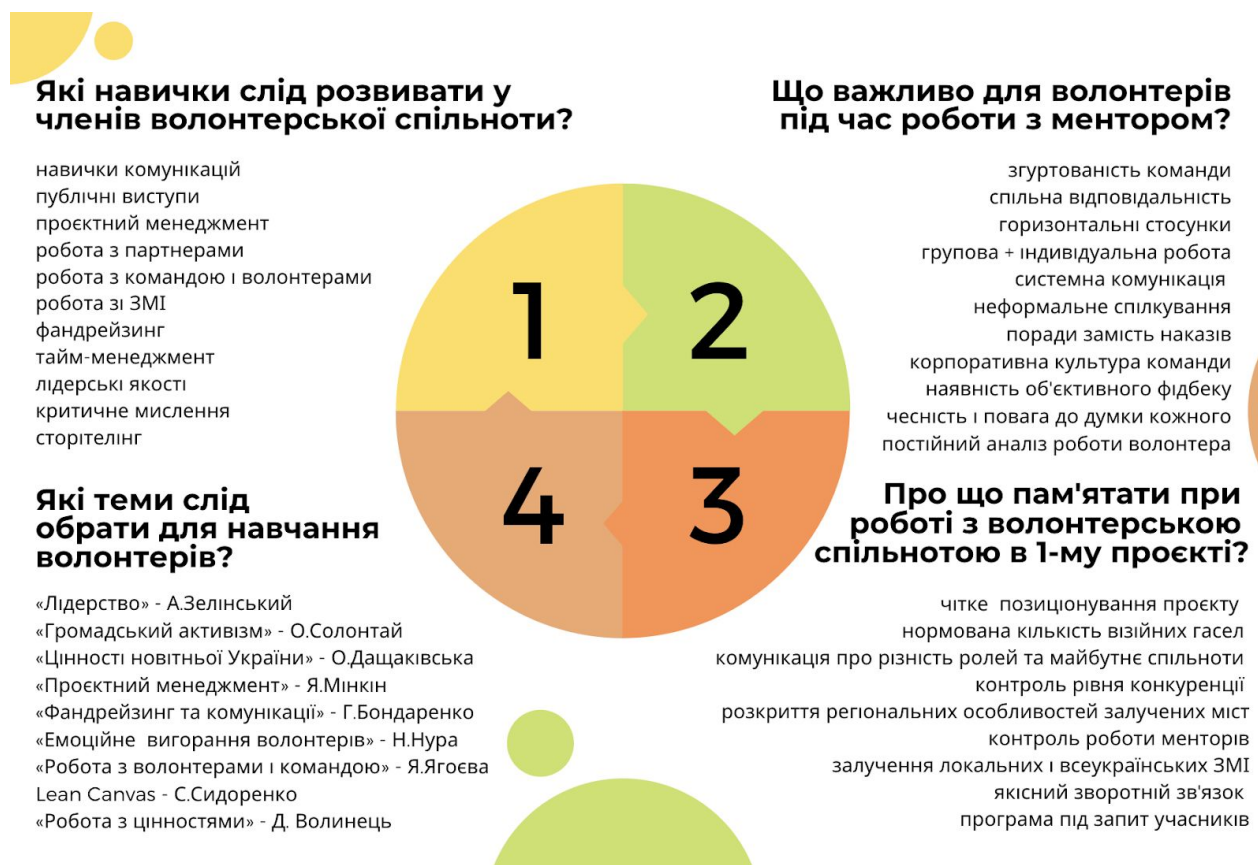 Які навички слід розвивати у
членів волонтерської спільноти?
навички комунікацій
публічні виступи
проєктний менеджмент
робота з партнерами
робота з командою і волонтерами
робота зі ЗМІ
фандрейзинг
тайм-менеджмент
лідерські якості
критичне мислення
сторітелінг
Що важливо для волонтерів
під час роботи з ментором?
згуртованість команди
спільна відповідальність
горизонтальні стосунки
групова + індивідуальна робота
системна комунікація
неформальне спілкування
поради замість наказів
корпоративна культура команди
наявність об'єктивного фідбеку
чесність і повага до думки кожного
постійний аналіз роботи волонтера
1
2
4
3
Які теми слід
обрати для навчання
волонтерів?
«Лідерство» - А.Зелінський
«Громадський активізм» - О.Солонтай
«Цінності новітньої України» - О.Дащаківська
«Проєктний менеджмент» - Я.Мінкін
«Фандрейзинг та комунікації» - Г.Бондаренко
«Емоційне вигорання волонтерів» - Н.Нура
«Робота з волонтерами і командою» - Я.Ягоєва
Lean Canvas - С.Сидоренко
«Робота з цінностями» - Д. Волинець
Про що пам'ятати при
роботі з волонтерською
спільнотою в 1-му проєкті?
чітке позиціонування проєкту
нормована кількість візійних гасел
комунікація про різність ролей та майбутнє спільноти
контроль рівня конкуренції
розкриття регіональних особливостей залучених міст
контроль роботи менторів
залучення локальних і всеукраїнських ЗМІ
якісний зворотній зв'язок
програма під запит учасників